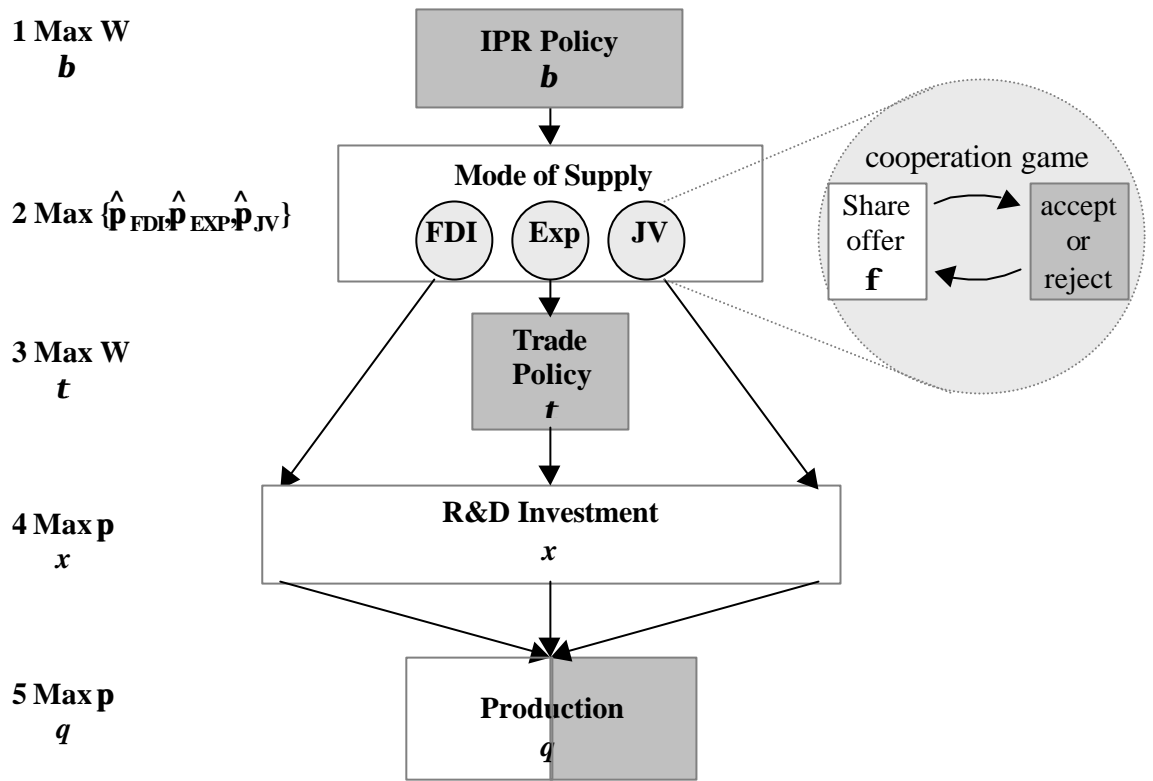 1 Max W
b
IPR Policy
b
Mode of Supply
2 Max {p̂ FDI, p̂ EXP, p̂ JV}
FDI
Exp
JV
cooperation game
Share
offer
f
accept
or
reject
3 Max W
t
Trade
Policy
t
4 Max p
x
R&D Investment
x
5 Max p
q
Production
q